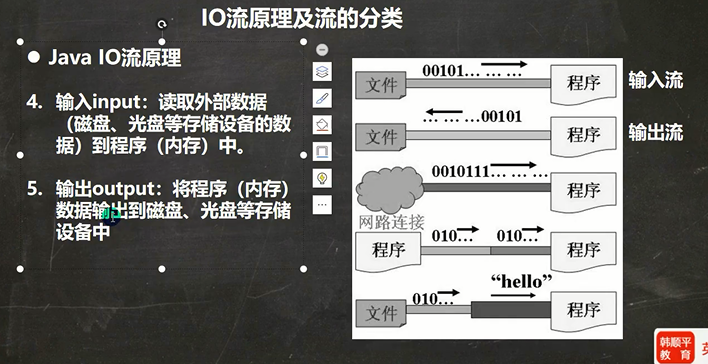 IO流原理及流的分类
● Java IO流原理
4. 输入input：读取外部数据
（磁盘、光盘等存储设备的数
据）到程序（内存）中。
5. 输出output：将程序（内存）
数据输出到磁盘、光盘等存储
设备中
文件 00101… … … 程序 输入流
文件 … … …00101 程序 输出流
0010111… … … 程序
网路连接
程序 010… 010… 程序
“hello”
文件 010… 程序
韩顺平
教育